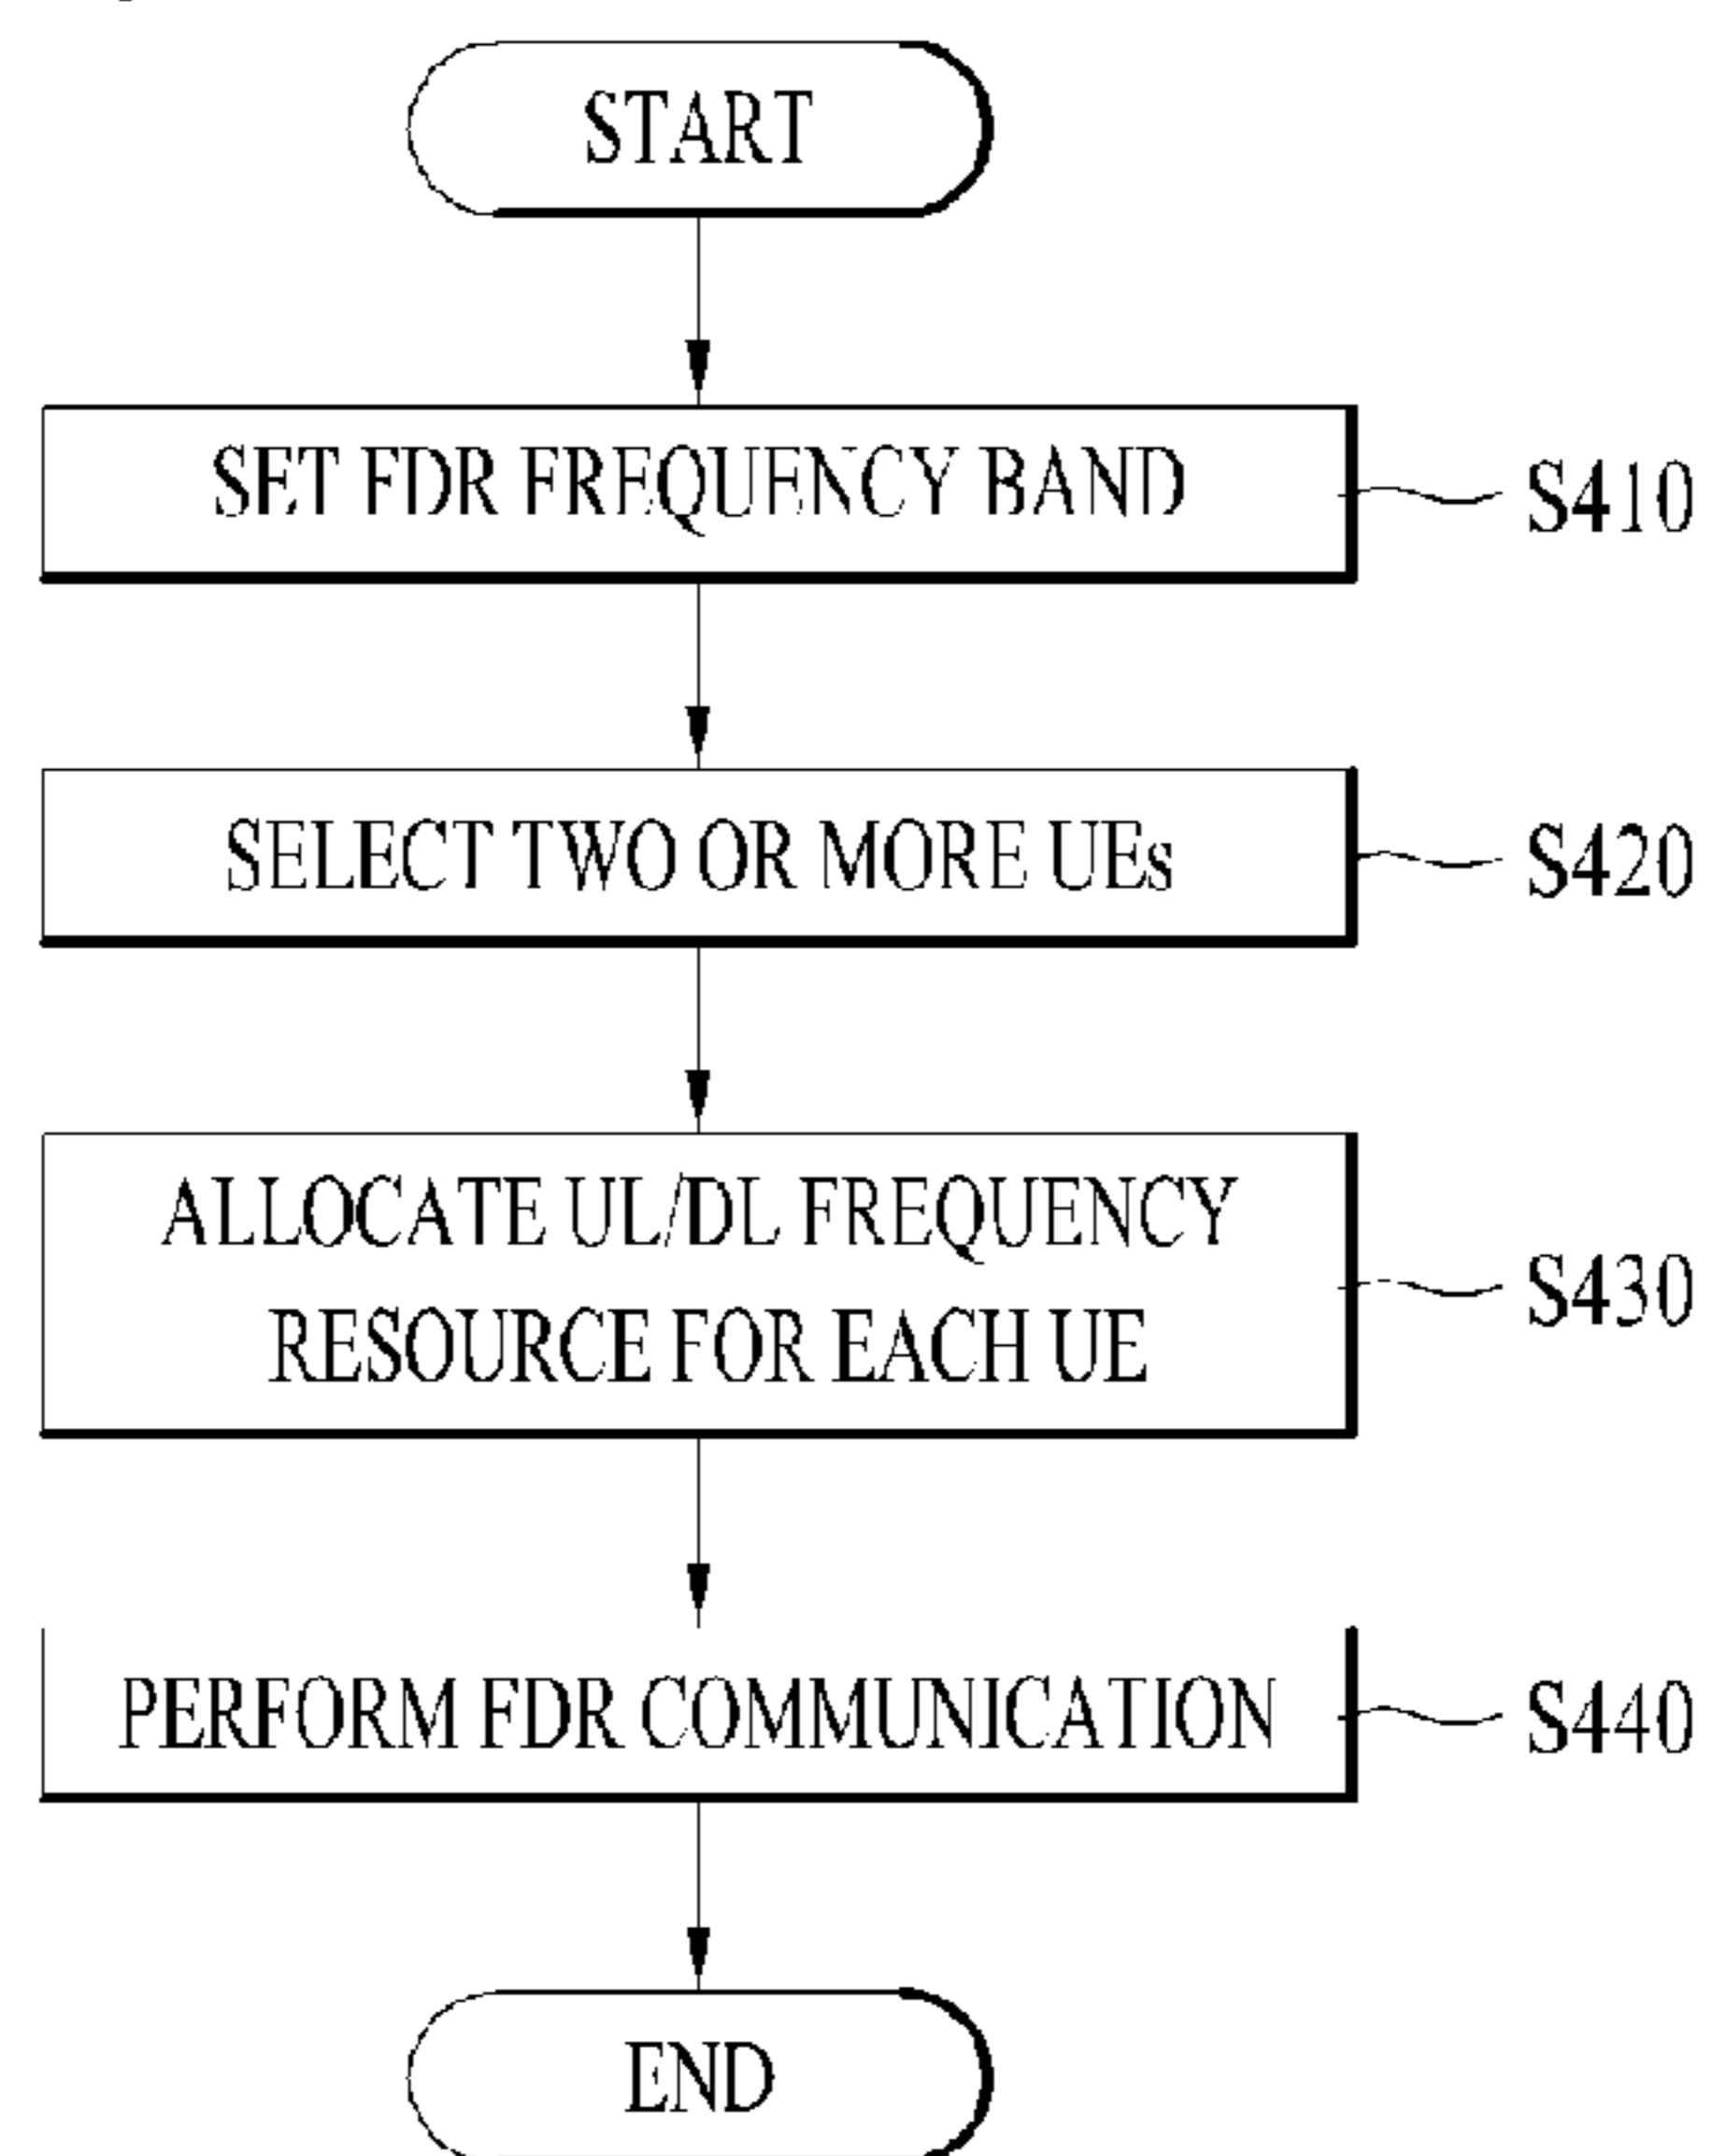 START
SET FDR FREQUENCY BAND
S410
SELECT TWO OR MORE UEs
S420
ALLOCATE UL/DL FREQUENCY
RESOURCE FOR EACH UE
S430
PERFORM FDR COMMUNICATION
S440
END